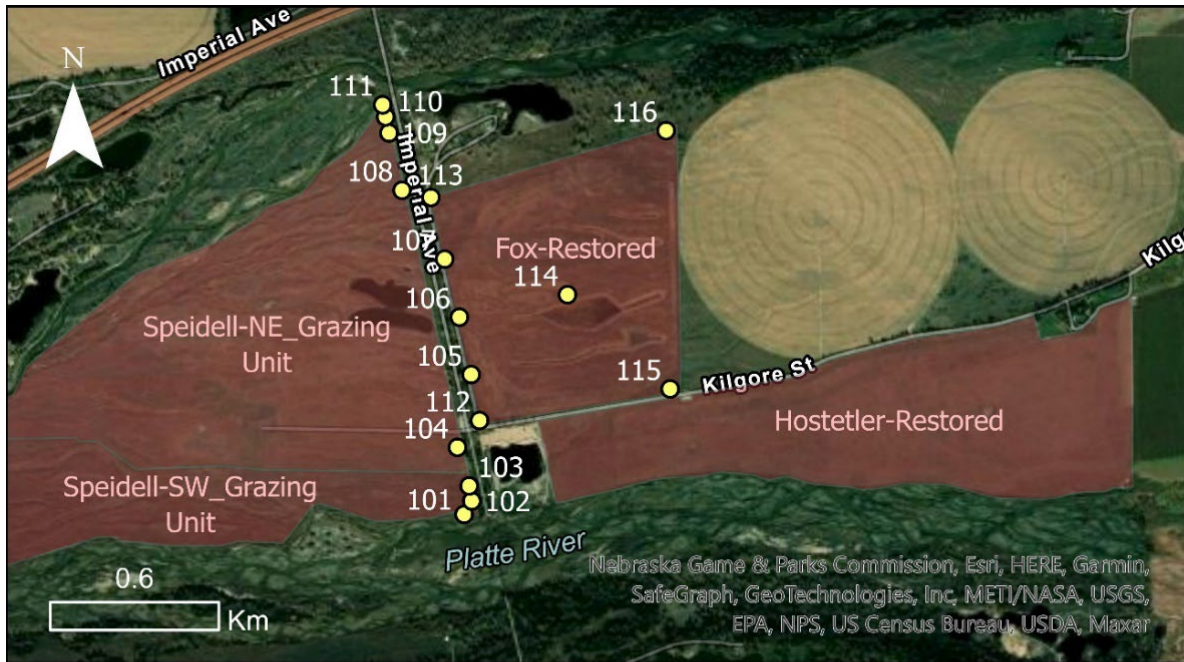 Imperial Ave
N
111
110
109
116
108
113
Imperial Ave
107
Fox-Restored
114
106
Speidell-NE_Grazing
Unit
105
115
Kilgore St
Kilg
112
104
Hostetler-Restored
103
Speidell-SW_Grazing
Unit
101
102
Platte River
0.6
Km
Nebraska Game & Parks Commission, Esri, HERE, Garmin,
SafeGraph, GeoTechnologies, Inc, METI/NASA, USGS,
EPA, NPS, US Census Bureau, USDA, Maxar